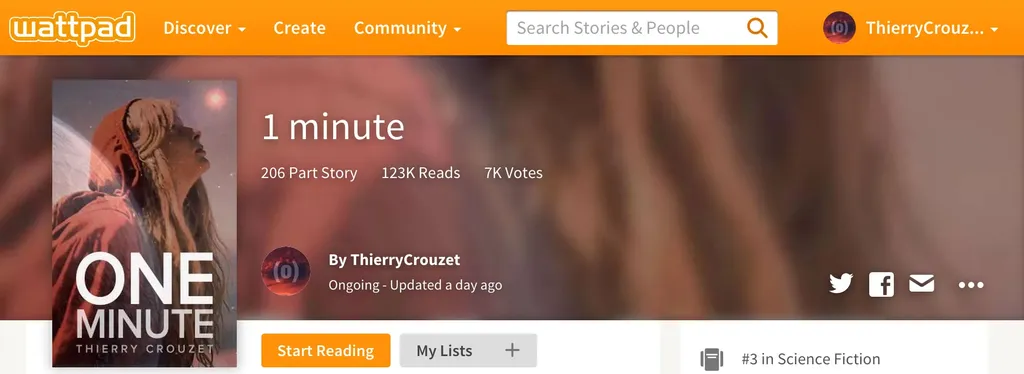 wattpad
Discover
Create
Community
Search Stories & People
ThierryCrouz...
1 minute
206 Part Story
123K Reads
7K Votes
ONE
MINUTE
THIERRY CROUZET
(0)
By ThierryCrouzet
Ongoing - Updated a day ago
Start Reading
My Lists
#3 in Science Fiction